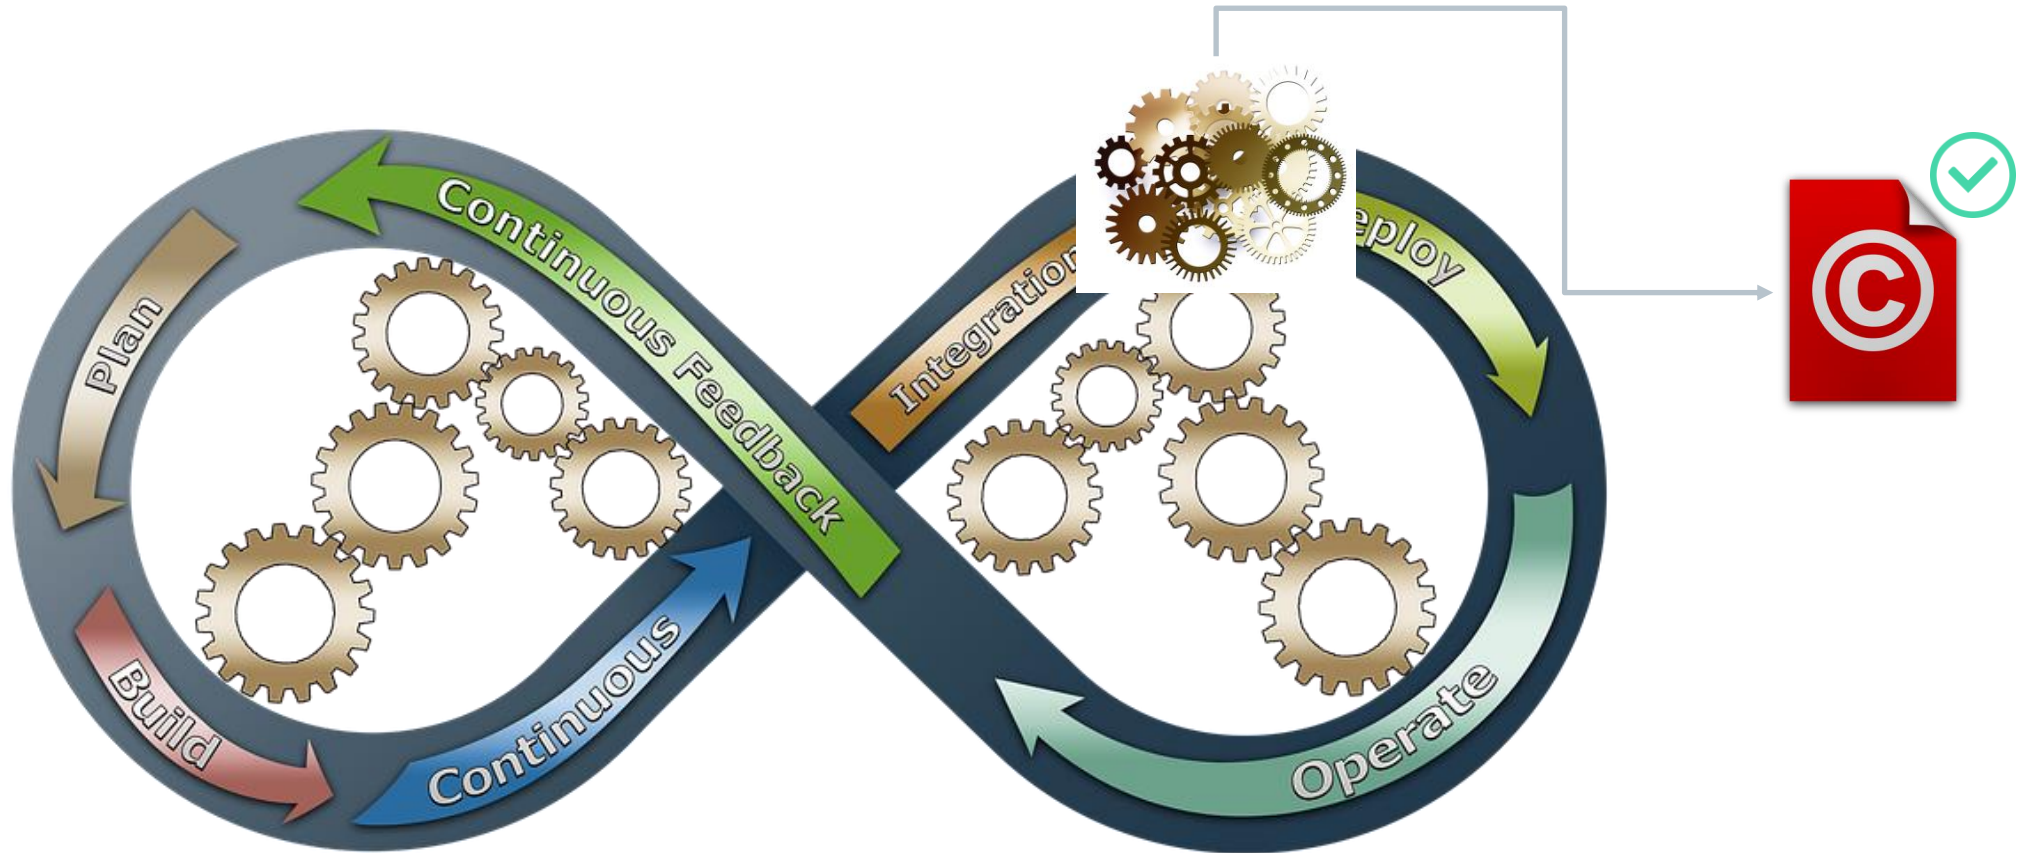 Continuous Feedback
Plan
Build
Continuous
Integration
eploy
Operate
©